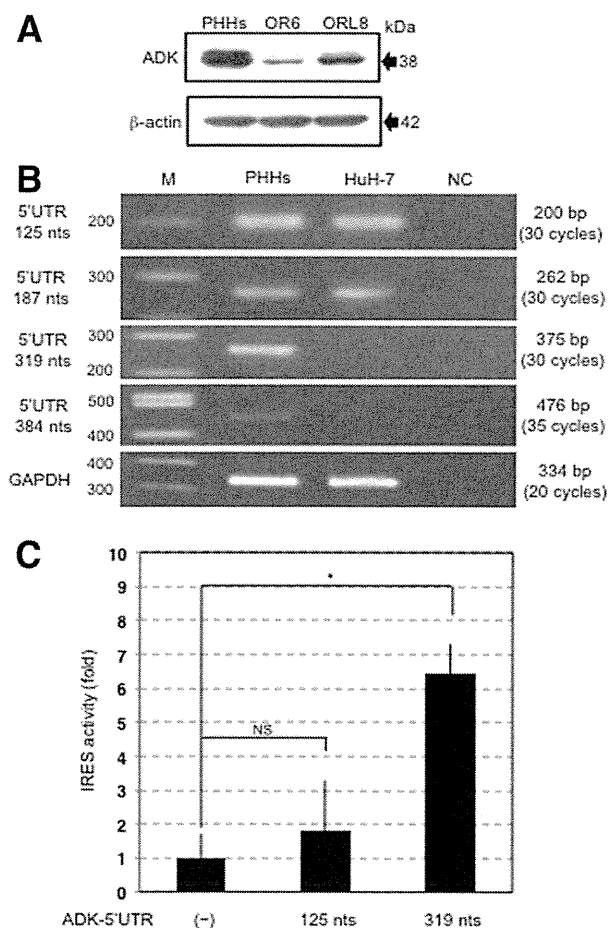 A
PHHs OR6 ORL8 kDa
ADK 38
β-actin 42
B
M PHHs HuH-7 NC
5'UTR
125 nts
200
200 bp
(30 cycles)
5'UTR
187 nts
300
262 bp
(30 cycles)
5'UTR
319 nts
300
200
375 bp
(30 cycles)
5'UTR
384 nts
500
400
476 bp
(35 cycles)
GAPDH
400
300
334 bp
(20 cycles)
C
IRES activity (fold)
10
9
8
7
6
5
4
3
2
1
0
*
NS
ADK-5'UTR (−) 125 nts 319 nts